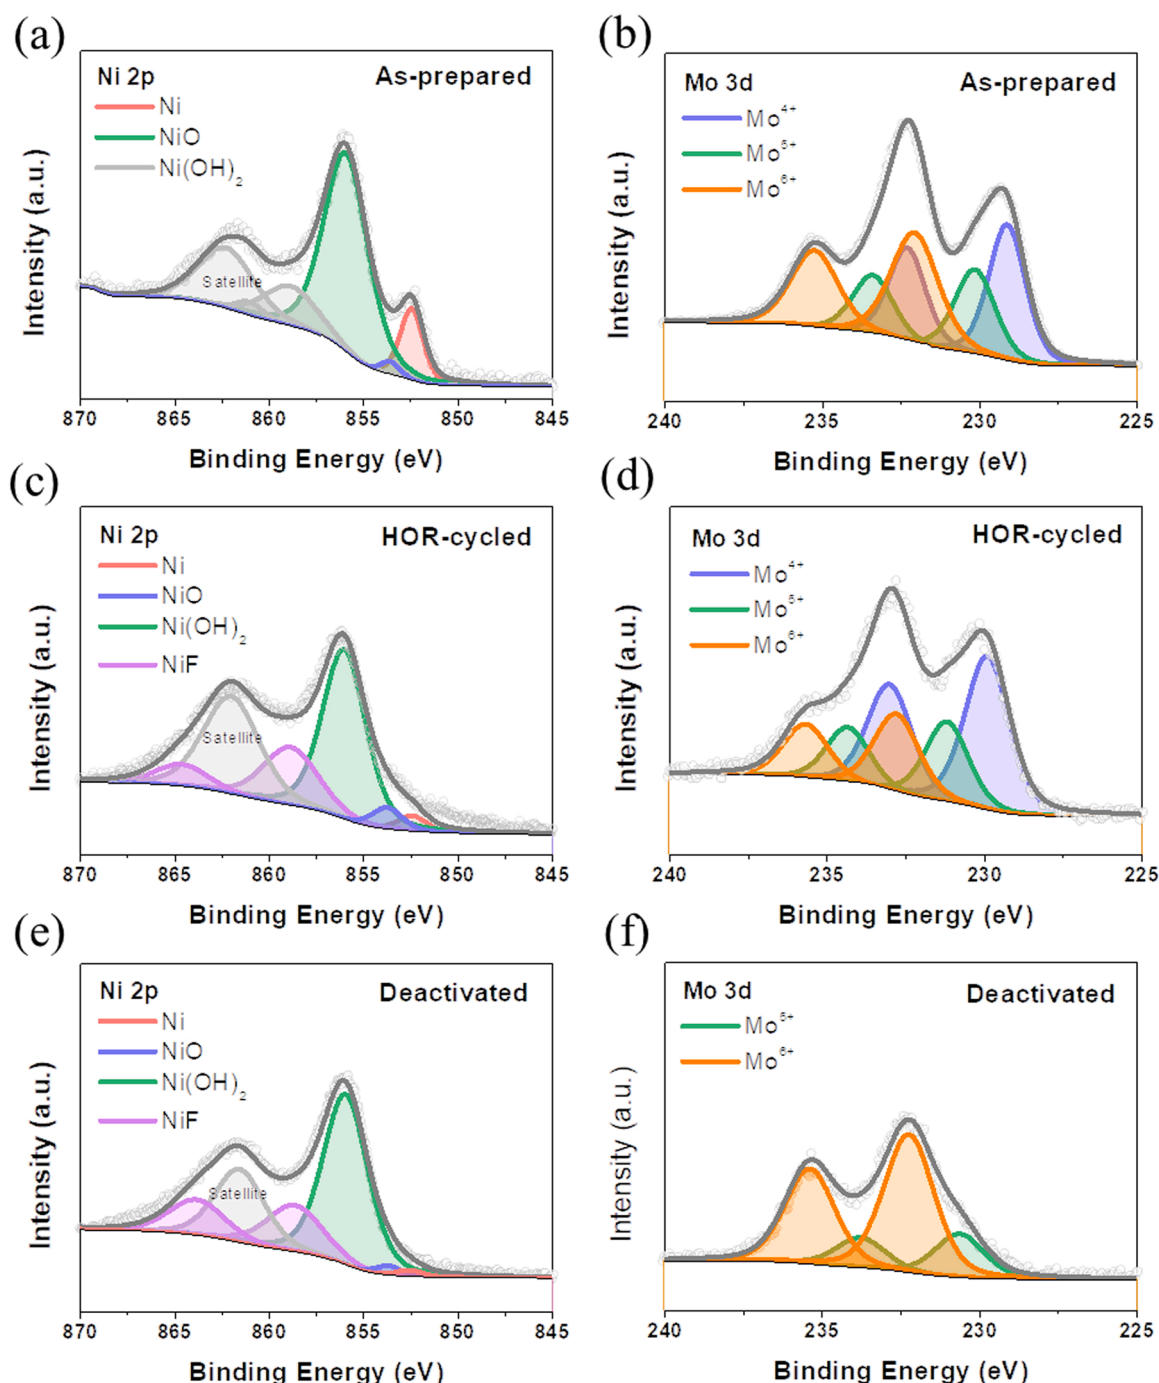 (a)
Ni 2p
As-prepared
Ni
NiO
Ni(OH)₂
Satellite
Intensity (a.u.)
870 865 860 855 850 845
Binding Energy (eV)
(b)
Mo 3d
As-prepared
Mo⁴⁺
Mo⁵⁺
Mo⁶⁺
Intensity (a.u.)
240 235 230 225
Binding Energy (eV)
(c)
Ni 2p
HOR-cycled
Ni
NiO
Ni(OH)₂
NiF
Satellite
Intensity (a.u.)
870 865 860 855 850 845
Binding Energy (eV)
(d)
Mo 3d
HOR-cycled
Mo⁴⁺
Mo⁵⁺
Mo⁶⁺
Intensity (a.u.)
240 235 230 225
Binding Energy (eV)
(e)
Ni 2p
Deactivated
Ni
NiO
Ni(OH)₂
NiF
Satellite
Intensity (a.u.)
870 865 860 855 850 845
Binding Energy (eV)
(f)
Mo 3d
Deactivated
Mo⁵⁺
Mo⁶⁺
Intensity (a.u.)
240 235 230 225
Binding Energy (eV)